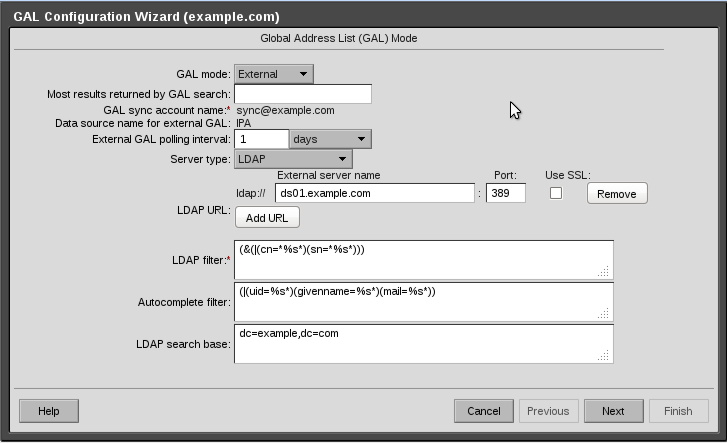 GAL Configuration Wizard (example.com)
Global Address List (GAL) Mode
GAL mode: External
Most results returned by GAL search:
GAL sync account name:* sync@example.com
Data source name for external GAL: IPA
External GAL polling interval: 1 days
Server type: LDAP
External server name Port: Use SSL:
ldap:// ds01.example.com : 389 Remove
LDAP URL:
Add URL
LDAP filter:* (&(|(cn=*%s*)(sn=*%s*)))
Autocomplete filter: (|(uid=%s*)(givenname=%s*)(mail=%s*))
LDAP search base: dc=example,dc=com
Help Cancel Previous Next Finish